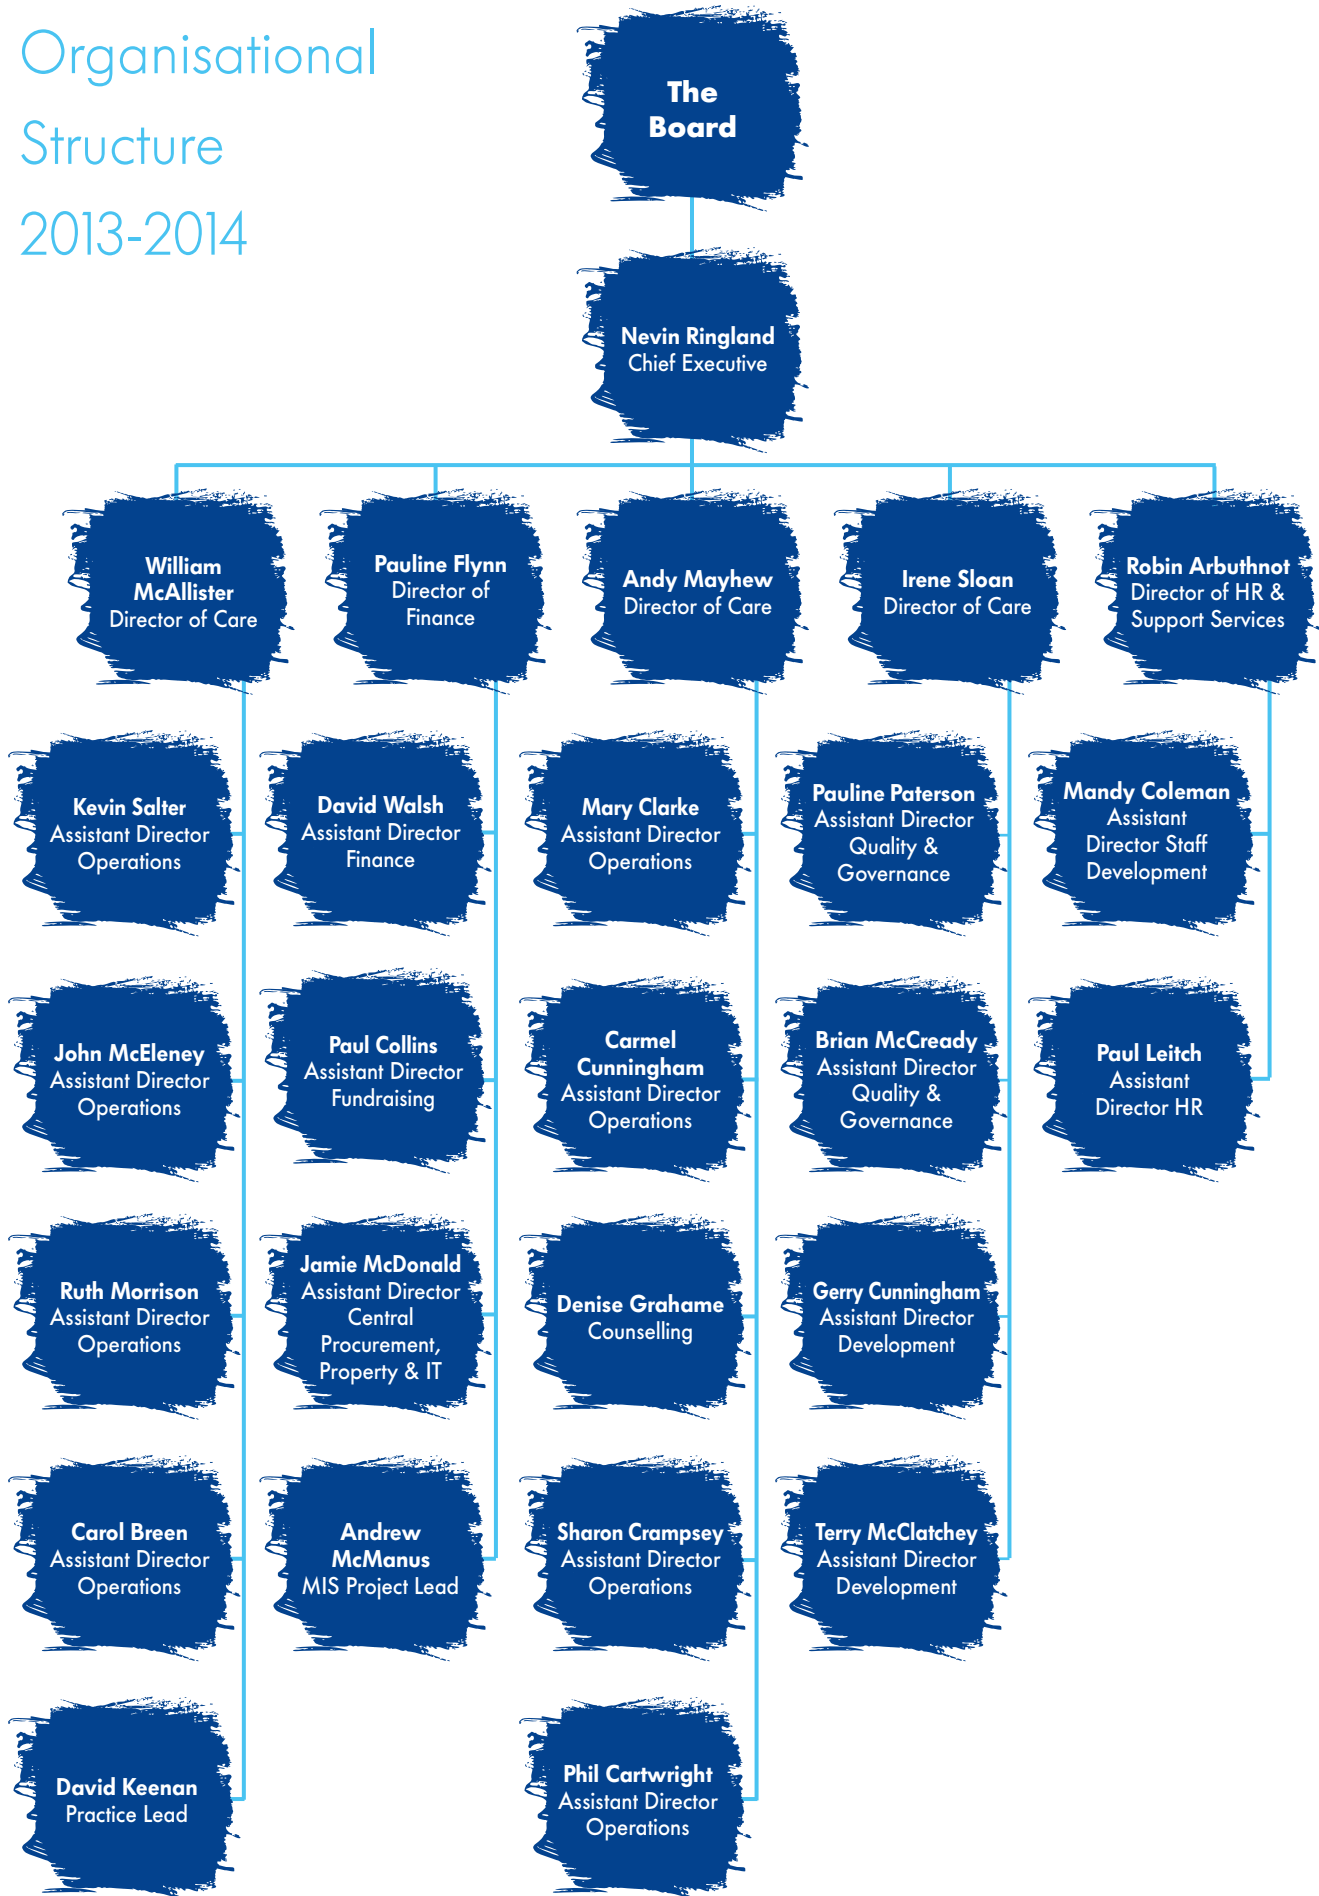 Organisational
Structure
2013-2014
The
Board
Nevin Ringland
Chief Executive
William
McAllister
Director of Care
Pauline Flynn
Director of
Finance
Andy Mayhew
Director of Care
Irene Sloan
Director of Care
Robin Arbuthnot
Director of HR &
Support Services
Kevin Salter
Assistant Director
Operations
David Walsh
Assistant Director
Finance
Mary Clarke
Assistant Director
Operations
Pauline Paterson
Assistant Director
Quality &
Governance
Mandy Coleman
Assistant
Director Staff
Development
John McEleney
Assistant Director
Operations
Paul Collins
Assistant Director
Fundraising
Carmel
Cunningham
Assistant Director
Operations
Brian McCready
Assistant Director
Quality &
Governance
Paul Leitch
Assistant
Director HR
Ruth Morrison
Assistant Director
Operations
Jamie McDonald
Assistant Director
Central
Procurement,
Property & IT
Denise Grahame
Counselling
Gerry Cunningham
Assistant Director
Development
Carol Breen
Assistant Director
Operations
Andrew
McManus
MIS Project Lead
Sharon Crampsey
Assistant Director
Operations
Terry McClatchey
Assistant Director
Development
David Keenan
Practice Lead
Phil Cartwright
Assistant Director
Operations